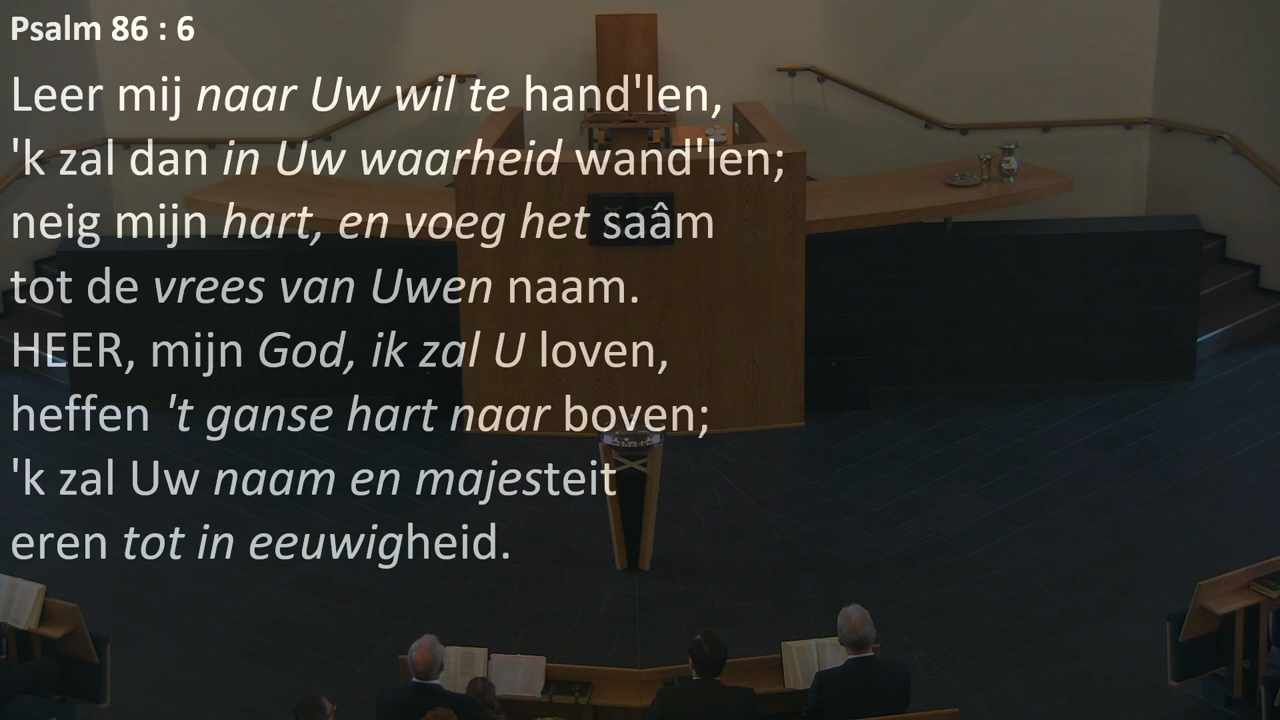 Psalm 86 : 6
Leer mij naar Uw wil te hand'len,
'k zal dan in Uw waarheid wand'len;
neig mijn hart, en voeg het saâm
tot de vrees van Uwen naam.
HEER, mijn God, ik zal U loven,
heffen 't ganse hart naar boven;
'k zal Uw naam en majesteit
eren tot in eeuwigheid.